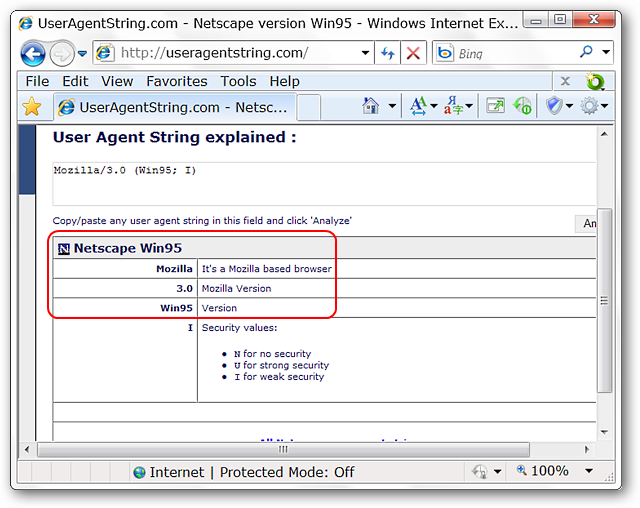 UserAgentString.com - Netscape version Win95 - Windows Internet Ex...
http://useragentstring.com/
Bing
File Edit View Favorites Tools Help
x
UserAgentString.com - Netsc...
User Agent String explained :
Mozilla/3.0 (Win95; I)
Copy/paste any user agent string in this field and click 'Analyze'
An
N Netscape Win95
Mozilla It's a Mozilla based browser
3.0 Mozilla Version
Win95 Version
I Security values:
• N for no security
• U for strong security
• I for weak security
Internet | Protected Mode: Off
100%